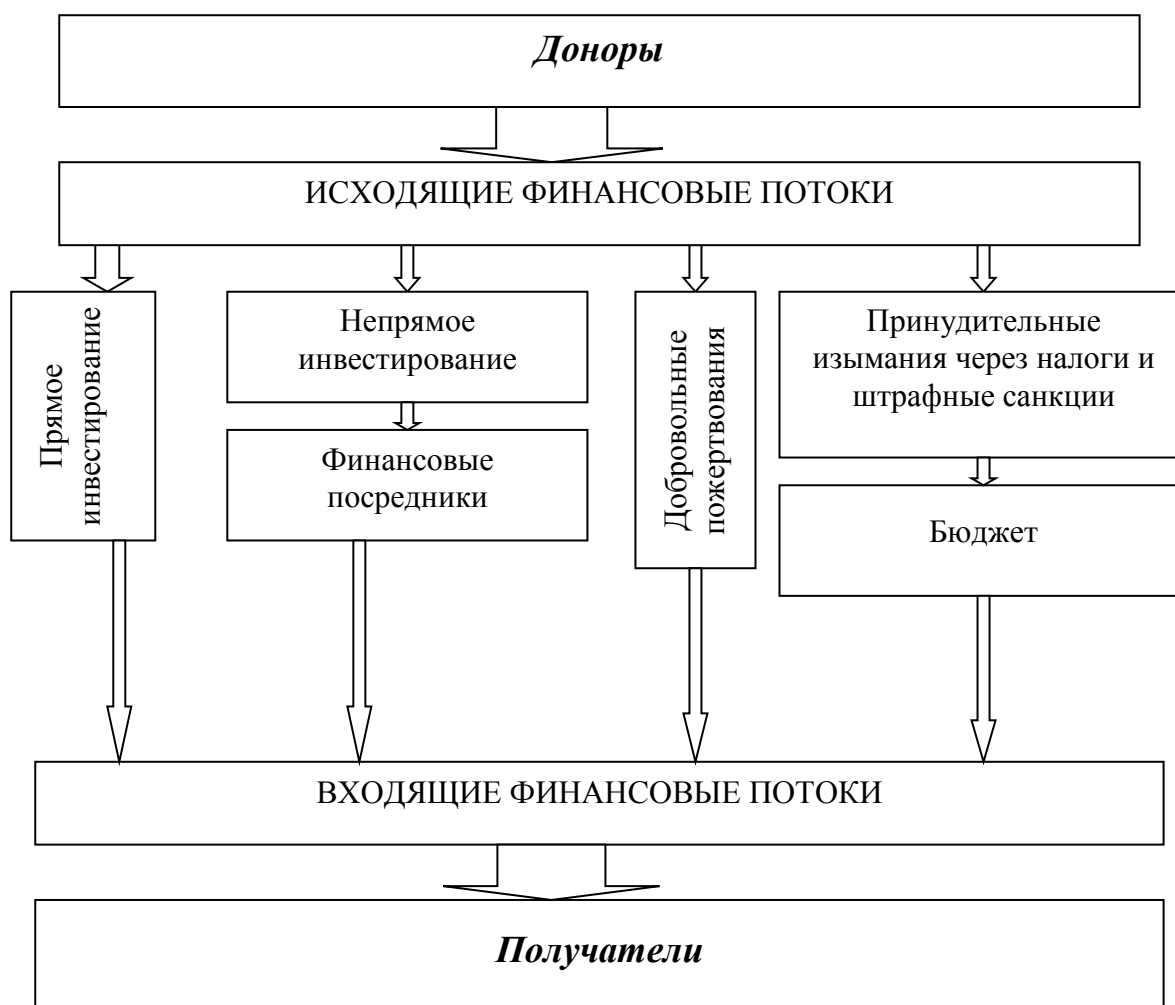 Доноры
ИСХОДЯЩИЕ ФИНАНСОВЫЕ ПОТОКИ
Прямое
инвестирование
Непрямое
инвестирование
Финансовые
посредники
Добровольные
пожертвования
Принудительные
изымания через налоги и
штрафные санкции
Бюджет
ВХОДЯЩИЕ ФИНАНСОВЫЕ ПОТОКИ
Получатели